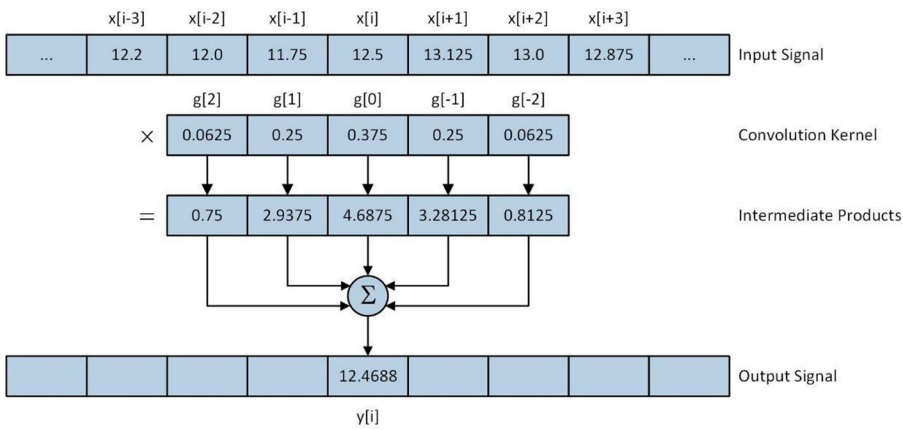 x[i-3] x[i-2] x[i-1] x[i] x[i+1] x[i+2] x[i+3]
... 12.2 12.0 11.75 12.5 13.125 13.0 12.875 ... Input Signal
g[2] g[1] g[0] g[-1] g[-2]
× 0.0625 0.25 0.375 0.25 0.0625 Convolution Kernel
= 0.75 2.9375 4.6875 3.28125 0.8125 Intermediate Products
Σ
12.4688 Output Signal
y[i]